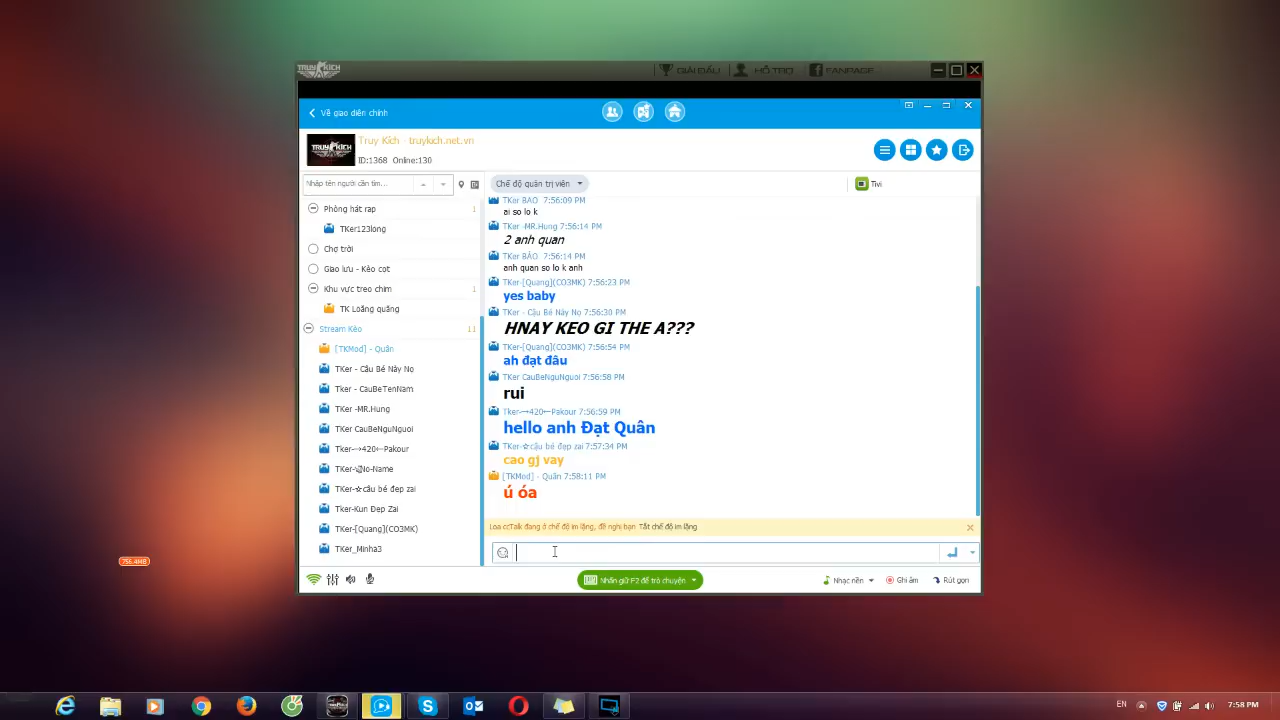 TRUY KÍCH
GIẢI ĐẤU
HỖ TRỢ
FANPAGE
Về giao diện chính
TRUY KÍCH
Truy Kích - truykich.net.vn
ID:1368 Online:130
Nhập tên người cần tìm...
Chế độ quản trị viên
Tivi
Phòng hát rap 1
TKer123long
Chợ trời
Giao lưu - Kèo cọt
Khu vực treo chim 1
TK Loăng quăng
Stream Kèo 11
[TKMod] - Quân
TKer - Cậu Bé Này Nọ
TKer - CauBeTenNam
TKer -MR.Hung
TKer CauBeNguNguoi
Tker-→420←Pakour
TKer-No-Name
TKer-☆cậu bé đẹp zai
Tker-Kun Đẹp Zai
TKer-[Quang](CO3MK)
TKer_Minha3
TKer BẢO 7:56:09 PM
ai so lo k
TKer -MR.Hung 7:56:14 PM
2 anh quan
TKer BẢO 7:56:14 PM
anh quan so lo k anh
TKer-[Quang](CO3MK) 7:56:23 PM
yes baby
TKer - Cậu Bé Này Nọ 7:56:30 PM
HNAY KEO GI THE A???
TKer-[Quang](CO3MK) 7:56:54 PM
ah đạt đâu
TKer CauBeNguNguoi 7:56:58 PM
rui
Tker-→420←Pakour 7:56:59 PM
hello anh Đạt Quân
TKer-☆cậu bé đẹp zai 7:57:34 PM
cao gj vay
[TKMod] - Quân 7:58:11 PM
ú óa
Loa ccTalk đang ở chế độ im lặng, đề nghị bạn Tắt chế độ im lặng
756.4MB
Nhấn giữ F2 để trò chuyện
Nhạc nền
Ghi âm
Rút gọn
EN
7:58 PM